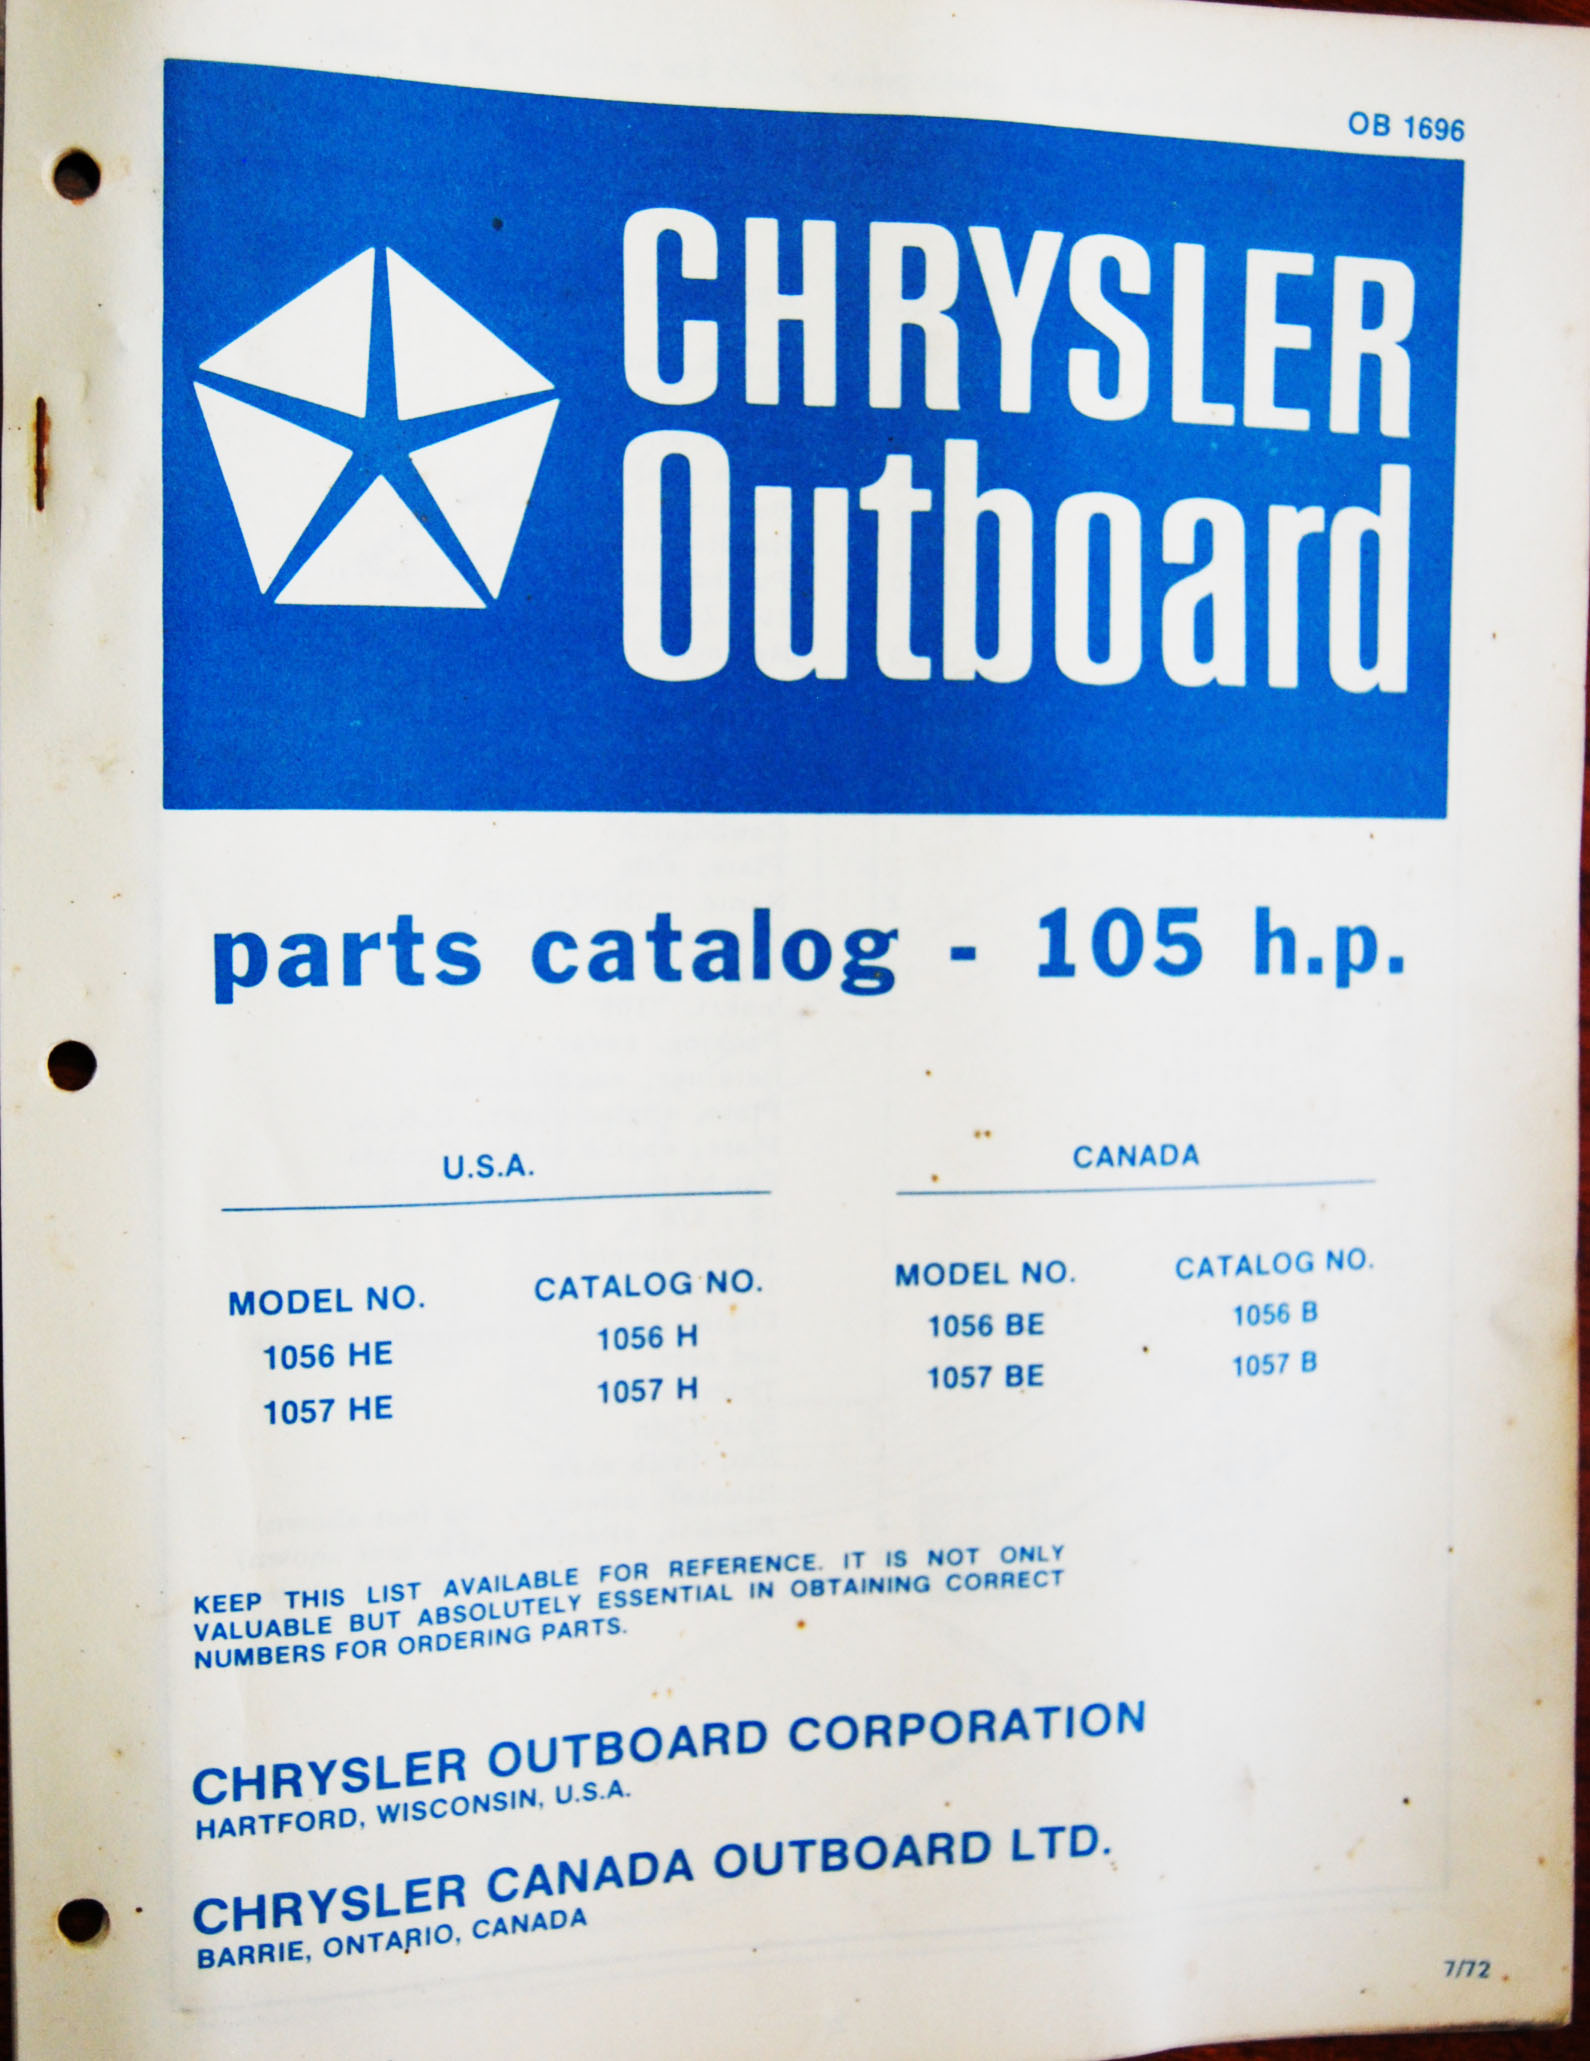 OB 1696
CHRYSLER
Outboard
parts catalog - 105 h.p.
U.S.A.
MODEL NO. CATALOG NO.
1056 HE 1056 H
1057 HE 1057 H
CANADA
MODEL NO. CATALOG NO.
1056 BE 1056 B
1057 BE 1057 B
KEEP THIS LIST AVAILABLE FOR REFERENCE. IT IS NOT ONLY
VALUABLE BUT ABSOLUTELY ESSENTIAL IN OBTAINING CORRECT
NUMBERS FOR ORDERING PARTS.
CHRYSLER OUTBOARD CORPORATION
HARTFORD, WISCONSIN, U.S.A.
CHRYSLER CANADA OUTBOARD LTD.
BARRIE, ONTARIO, CANADA
7/72